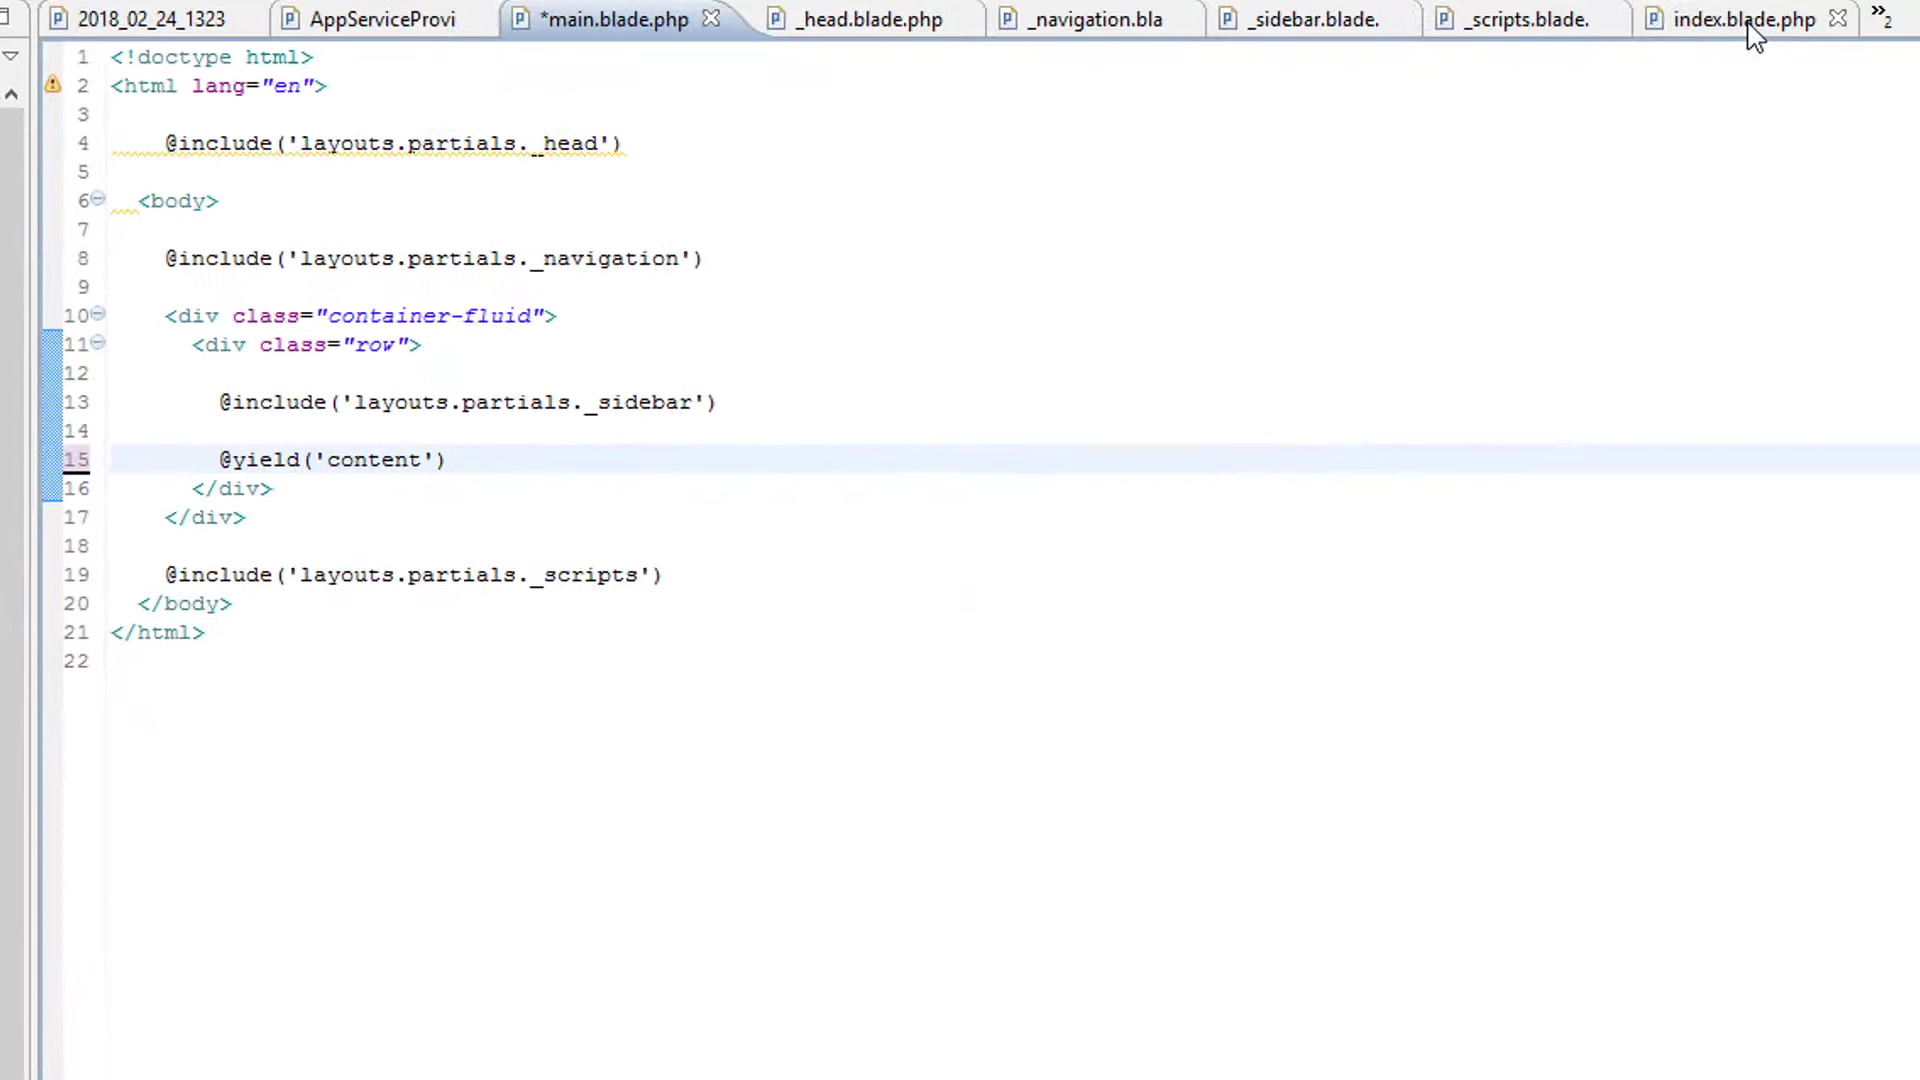 2018_02_24_1323
AppServiceProvi
*main.blade.php
_head.blade.php
_navigation.bla
_sidebar.blade.
_scripts.blade.
index.blade.php
»2
1 <!doctype html>
2 <html lang="en">
3
4 @include('layouts.partials._head')
5
6 <body>
7
8 @include('layouts.partials._navigation')
9
10 <div class="container-fluid">
11 <div class="row">
12
13 @include('layouts.partials._sidebar')
14
15 @yield('content')
16 </div>
17 </div>
18
19 @include('layouts.partials._scripts')
20 </body>
21 </html>
22